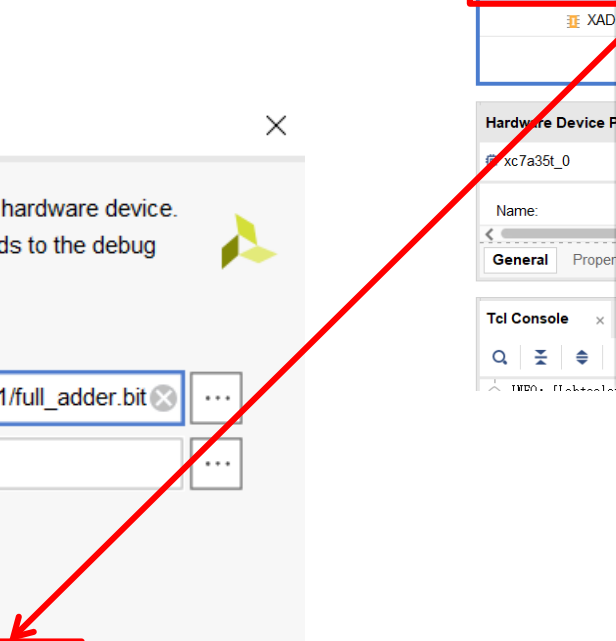 XAD
Hardware Device P
xc7a35t_0
Name:
General Proper
Tcl Console ×
hardware device.
ds to the debug
1/full_adder.bit
...
...